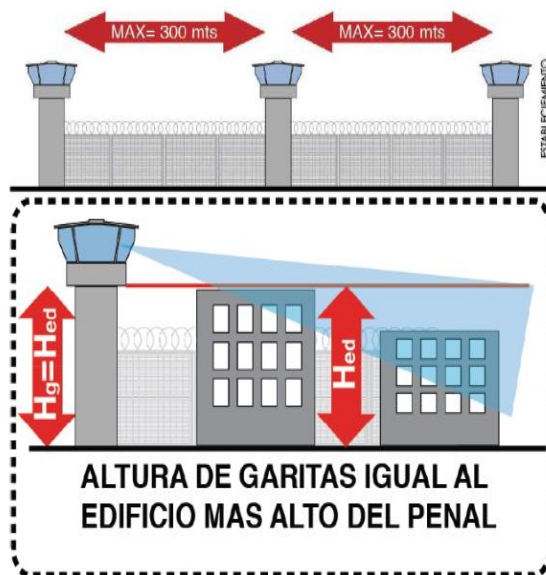 MAX= 300 mts
MAX= 300 mts
ESTABLECIEMIENTO
Hg=Hed
Hed
ALTURA DE GARITAS IGUAL AL
EDIFICIO MAS ALTO DEL PENAL